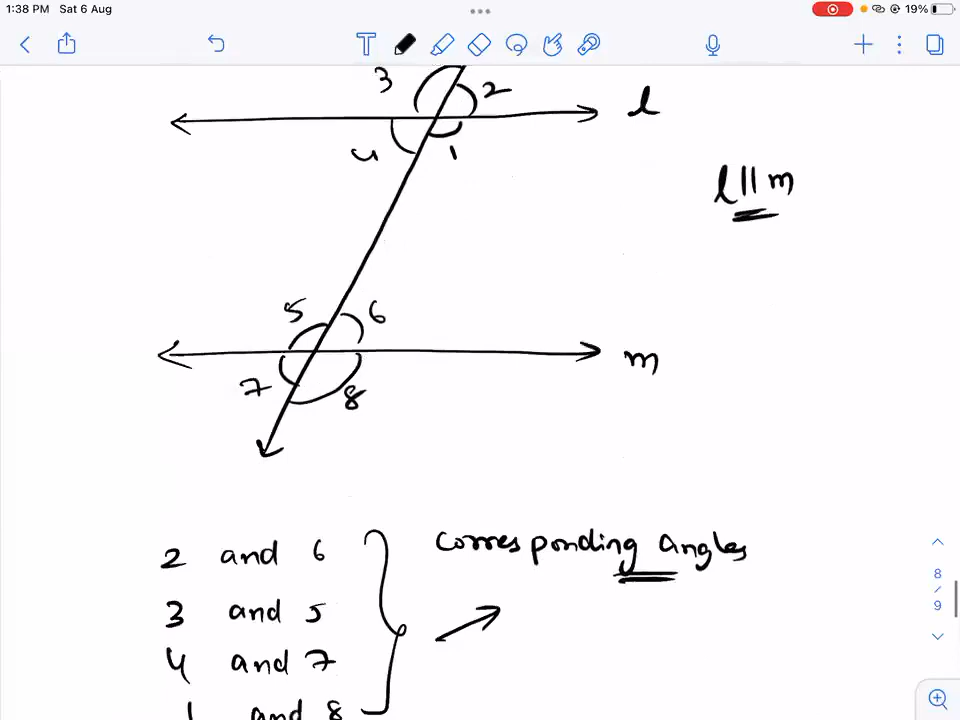 1:38 PM Sat 6 Aug 19%
T
3 2
l
4 1
l || m
5 6
m
7 8
8
/
9
2 and 6 corresponding angles
3 and 5
4 and 7
1 and 8